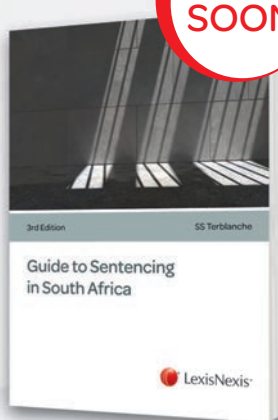 SOON
3rd Edition
SS Terblanche
Guide to Sentencing
in South Africa
LexisNexis®